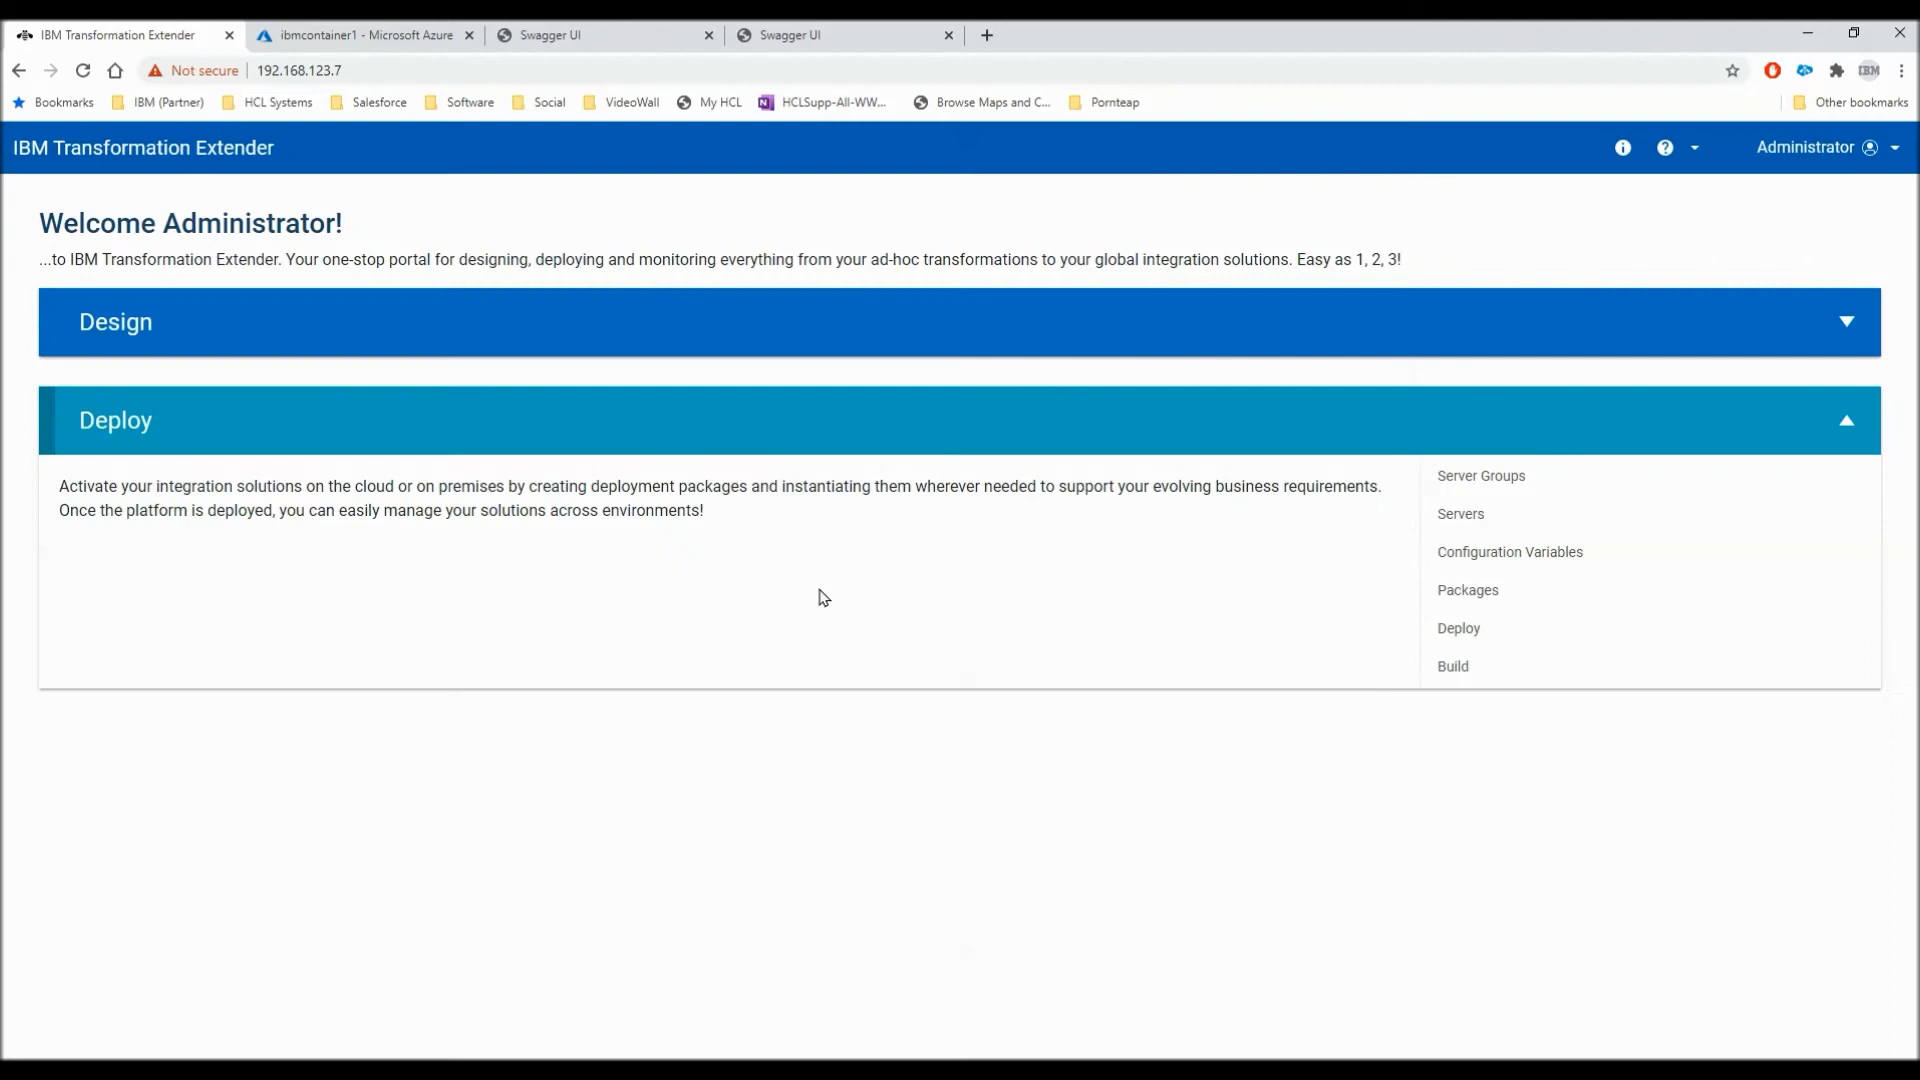 IBM Transformation Extender
ibmcontainer1 - Microsoft Azure
Swagger UI
Swagger UI
Not secure
192.168.123.7
IBM
Bookmarks
IBM (Partner)
HCL Systems
Salesforce
Software
Social
VideoWall
My HCL
HCLSupp-All-WW...
Browse Maps and C...
Pornteap
Other bookmarks
IBM Transformation Extender
Administrator
Welcome Administrator!
...to IBM Transformation Extender. Your one-stop portal for designing, deploying and monitoring everything from your ad-hoc transformations to your global integration solutions. Easy as 1, 2, 3!
Design
Deploy
Activate your integration solutions on the cloud or on premises by creating deployment packages and instantiating them wherever needed to support your evolving business requirements.
Once the platform is deployed, you can easily manage your solutions across environments!
Server Groups
Servers
Configuration Variables
Packages
Deploy
Build